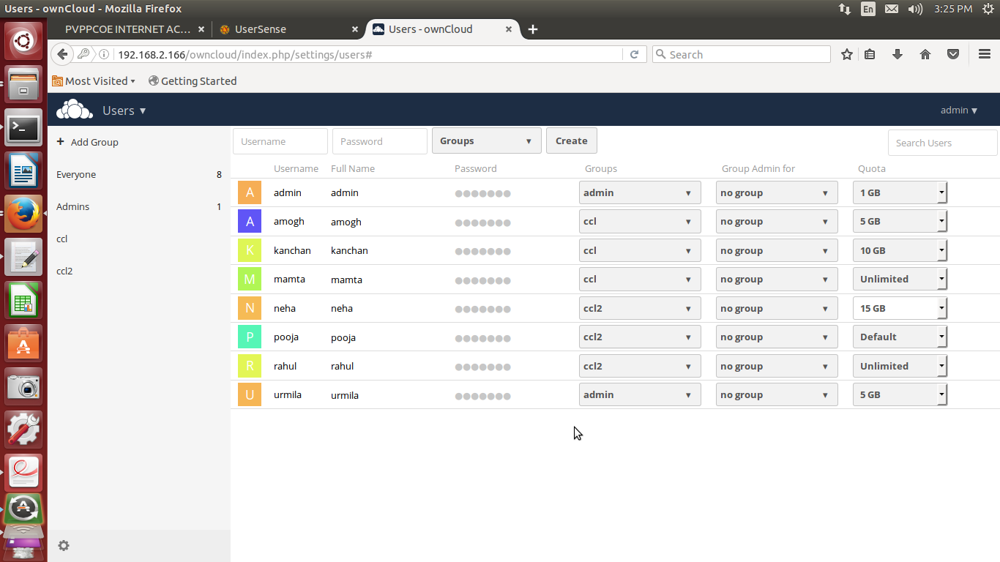 Users - ownCloud - Mozilla Firefox En 3:25 PM
PVPPCOE INTERNET AC... UserSense Users - ownCloud
192.168.2.166/owncloud/index.php/settings/users# Search
Most Visited Getting Started
Users admin
+ Add Group Username Password Groups Create Search Users
Everyone 8
Admins 1
ccl
ccl2
Username Full Name Password Groups Group Admin for Quota
A admin admin admin no group 1 GB
A amogh amogh ccl no group 5 GB
K kanchan kanchan ccl no group 10 GB
M mamta mamta ccl no group Unlimited
N neha neha ccl2 no group 15 GB
P pooja pooja ccl2 no group Default
R rahul rahul ccl2 no group Unlimited
U urmila urmila admin no group 5 GB